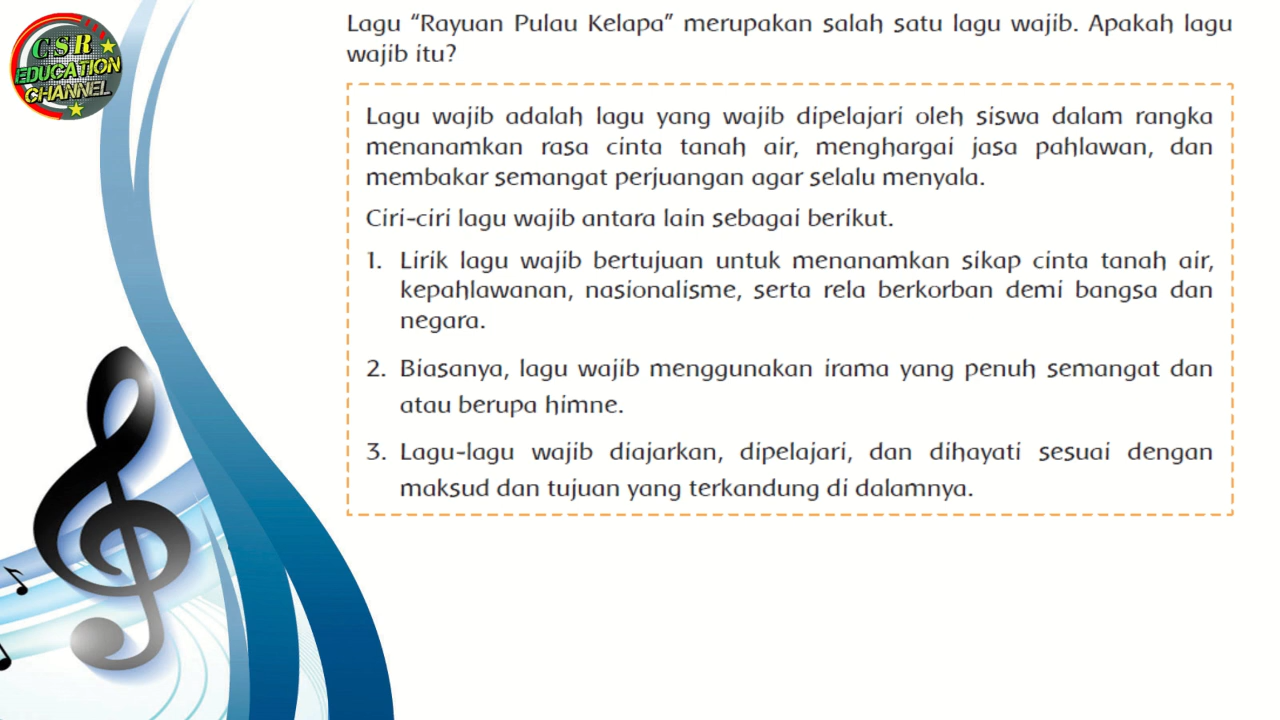 CSR
EDUCATION
CHANNEL
Lagu “Rayuan Pulau Kelapa” merupakan salah satu lagu wajib. Apakah lagu
wajib itu?
Lagu wajib adalah lagu yang wajib dipelajari oleh siswa dalam rangka
menanamkan rasa cinta tanah air, menghargai jasa pahlawan, dan
membakar semangat perjuangan agar selalu menyala.
Ciri-ciri lagu wajib antara lain sebagai berikut.
1. Lirik lagu wajib bertujuan untuk menanamkan sikap cinta tanah air,
kepahlawanan, nasionalisme, serta rela berkorban demi bangsa dan
negara.
2. Biasanya, lagu wajib menggunakan irama yang penuh semangat dan
atau berupa himne.
3. Lagu-lagu wajib diajarkan, dipelajari, dan dihayati sesuai dengan
maksud dan tujuan yang terkandung di dalamnya.